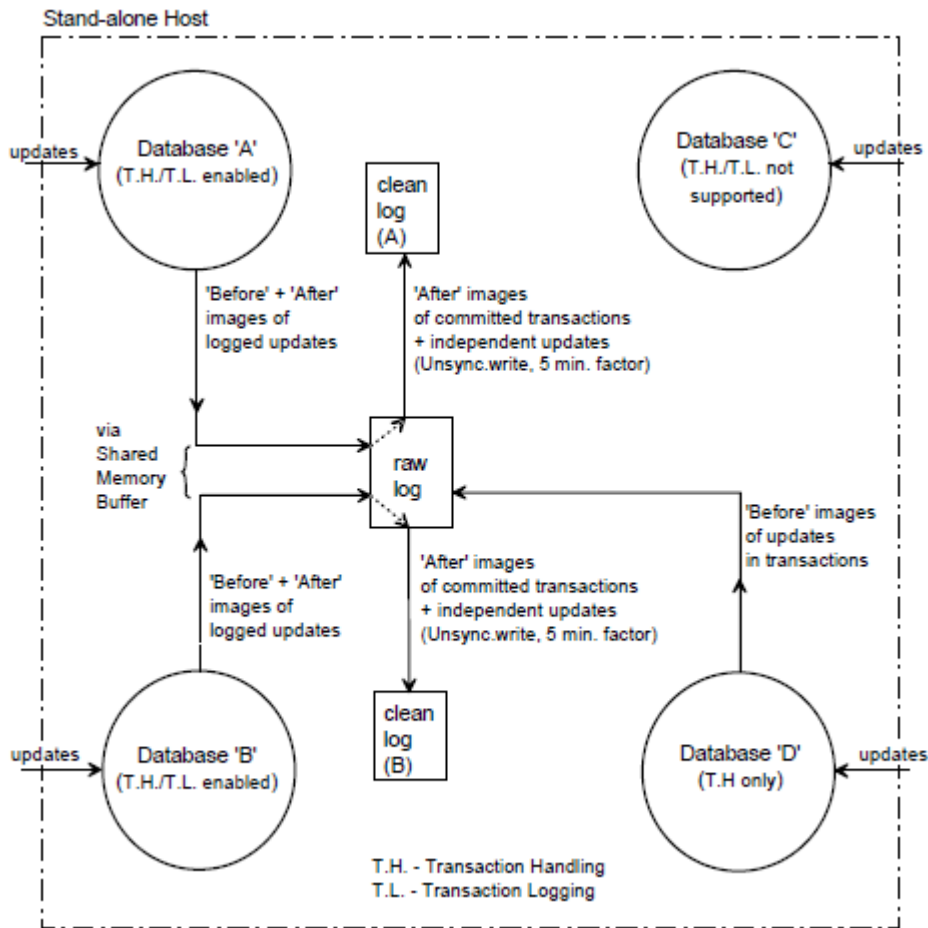 Stand-alone Host
updates
Database 'A'
(T.H./T.L. enabled)
clean
log
(A)
Database 'C'
(T.H./T.L. not
supported)
updates
'Before' + 'After'
images of
logged updates
'After' images
of committed transactions
+ independent updates
(Unsync.write, 5 min. factor)
via
Shared
Memory
Buffer
raw
log
'Before' images
of updates
in transactions
'Before' + 'After'
images of
logged updates
'After' images
of committed transactions
+ independent updates
(Unsync.write, 5 min. factor)
updates
Database 'B'
(T.H./T.L. enabled)
clean
log
(B)
Database 'D'
(T.H only)
updates
T.H. - Transaction Handling
T.L. - Transaction Logging